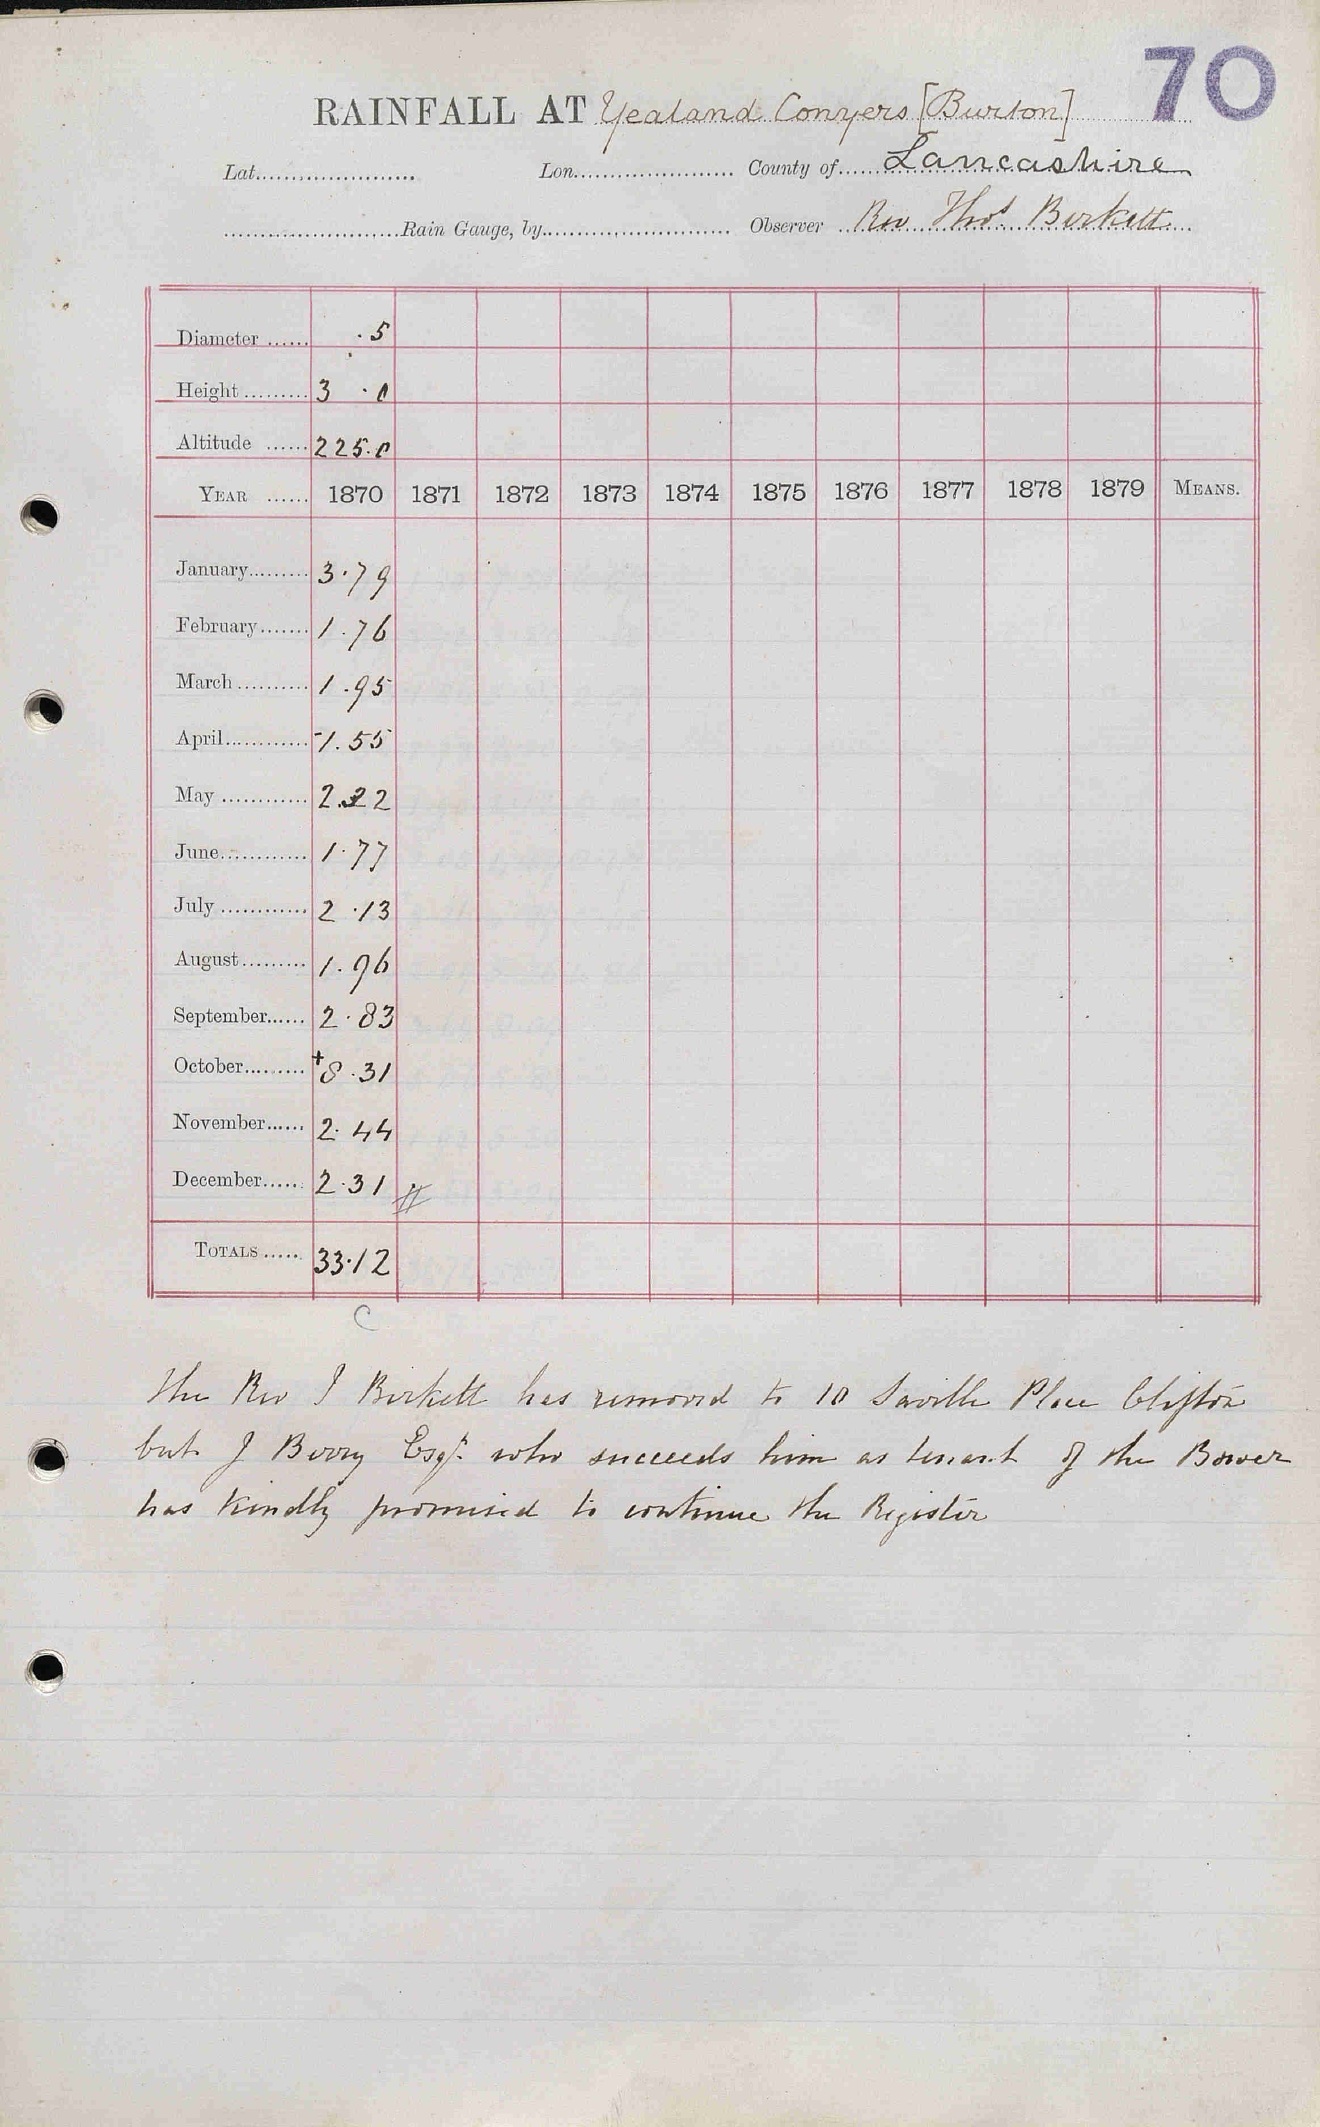 70
RAINFALL AT Yealand Conyers [Burton]
Lat. Lon. County of Lancashire
Rain Gauge, by Observer Rev Thos Birkett
Diameter ...... .5
Height ......... 3 .0
Altitude ...... 225.0
YEAR ...... 1870 1871 1872 1873 1874 1875 1876 1877 1878 1879 MEANS.
January......... 3.79
February....... 1.76
March .......... 1.95
April............ -1.55
May ............ 2.32
June............ 1.77
July ............ 2.13
August......... 1.96
September...... 2.83
October......... +8.31
November...... 2.44
December...... 2.31 #
TOTALS ..... 33.12
C
The Rev T Birkett has removed to 10 Saville Place Clifton
but J Berry Esqr. who succeeds him as tenant of the Bower
has kindly promised to continue the Register